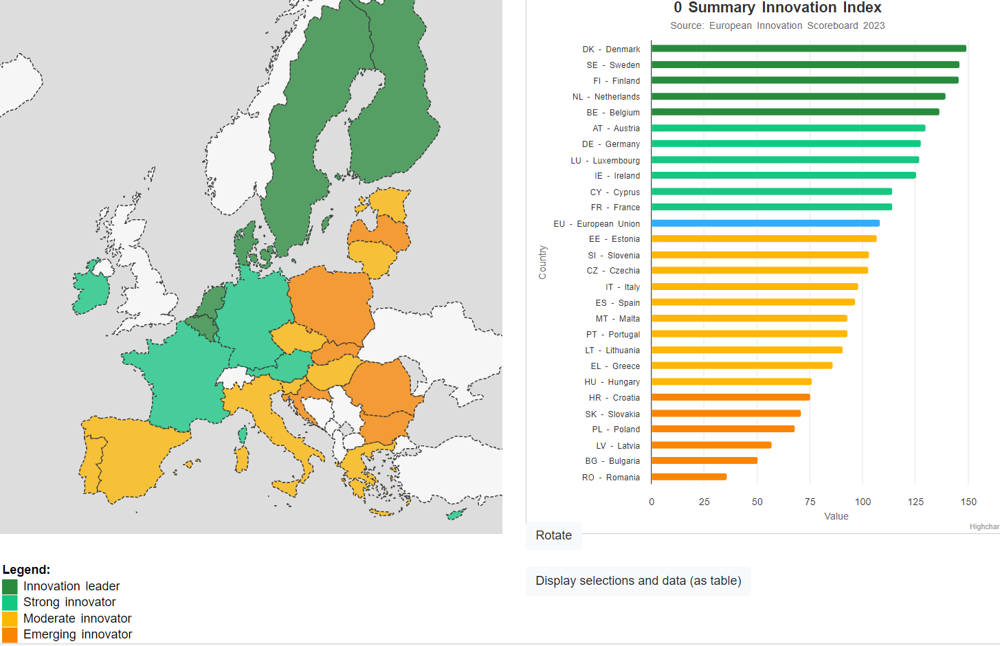 0 Summary Innovation Index
Source: European Innovation Scoreboard 2023
Country
DK - Denmark
SE - Sweden
FI - Finland
NL - Netherlands
BE - Belgium
AT - Austria
DE - Germany
LU - Luxembourg
IE - Ireland
CY - Cyprus
FR - France
EU - European Union
EE - Estonia
SI - Slovenia
CZ - Czechia
IT - Italy
ES - Spain
MT - Malta
PT - Portugal
LT - Lithuania
EL - Greece
HU - Hungary
HR - Croatia
SK - Slovakia
PL - Poland
LV - Latvia
BG - Bulgaria
RO - Romania
0 25 50 75 100 125 150
Value
Highchar
Rotate
Display selections and data (as table)
Legend:
Innovation leader
Strong innovator
Moderate innovator
Emerging innovator